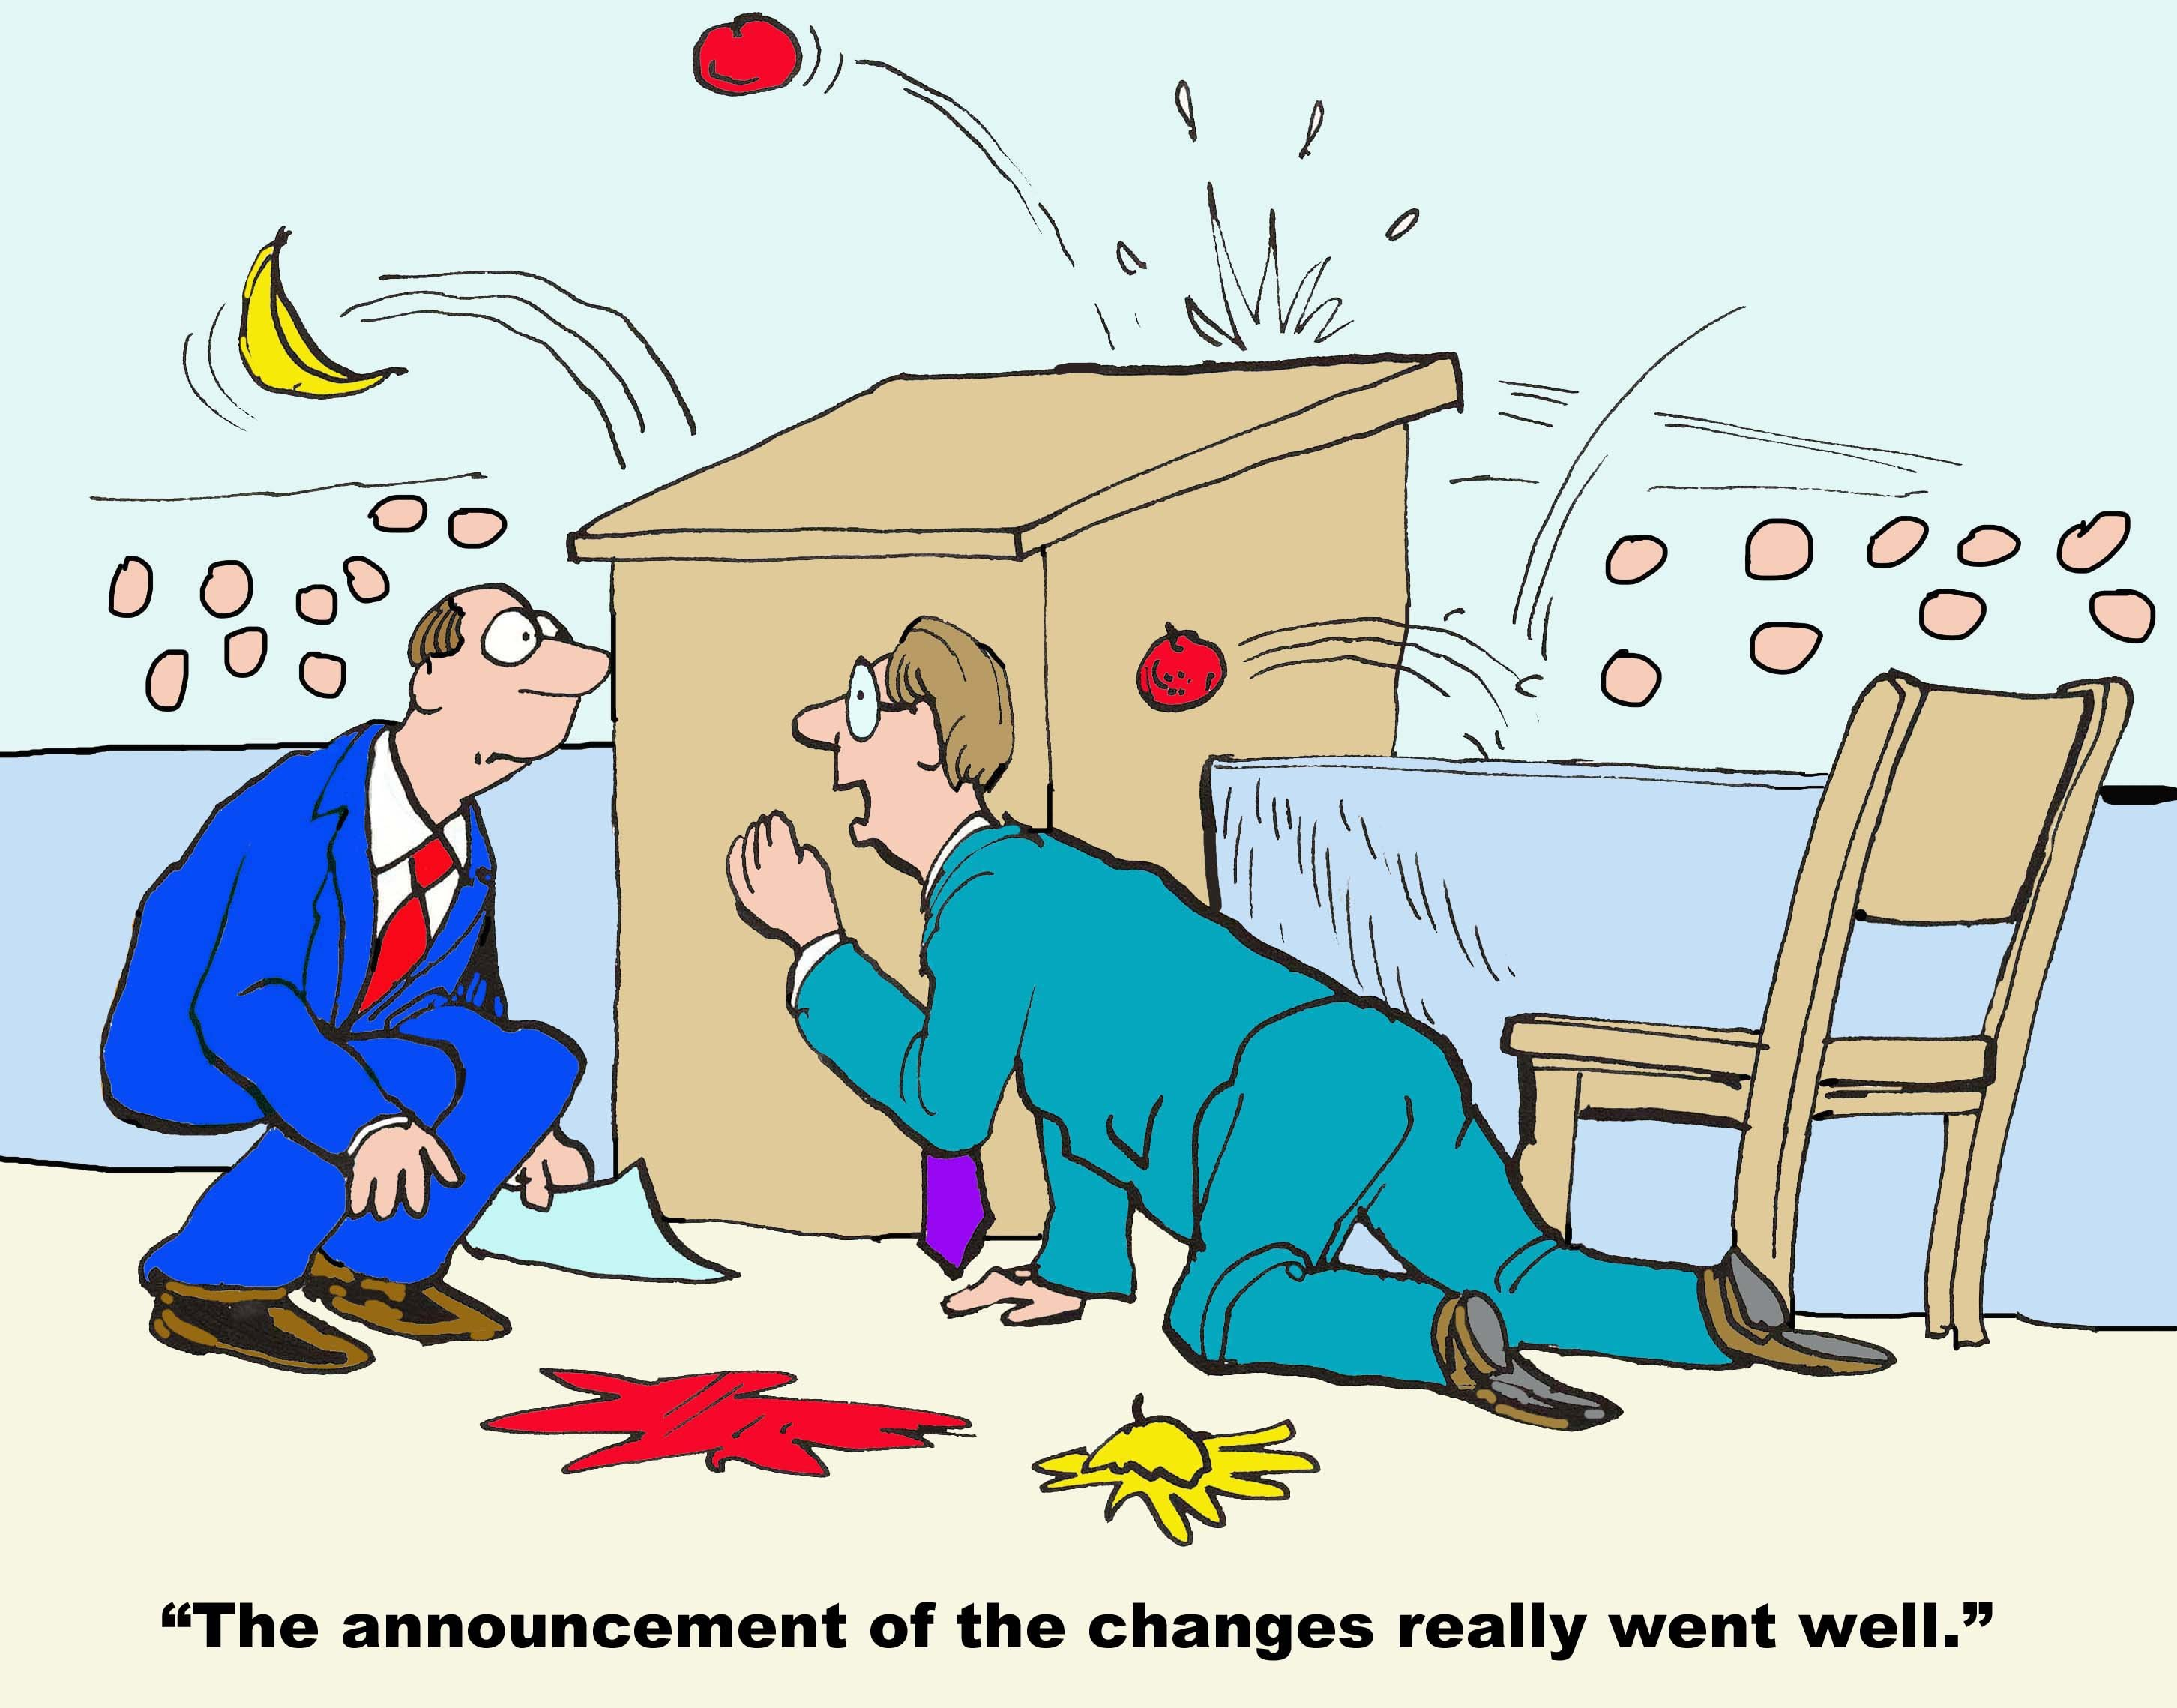 “The announcement of the changes really went well.”